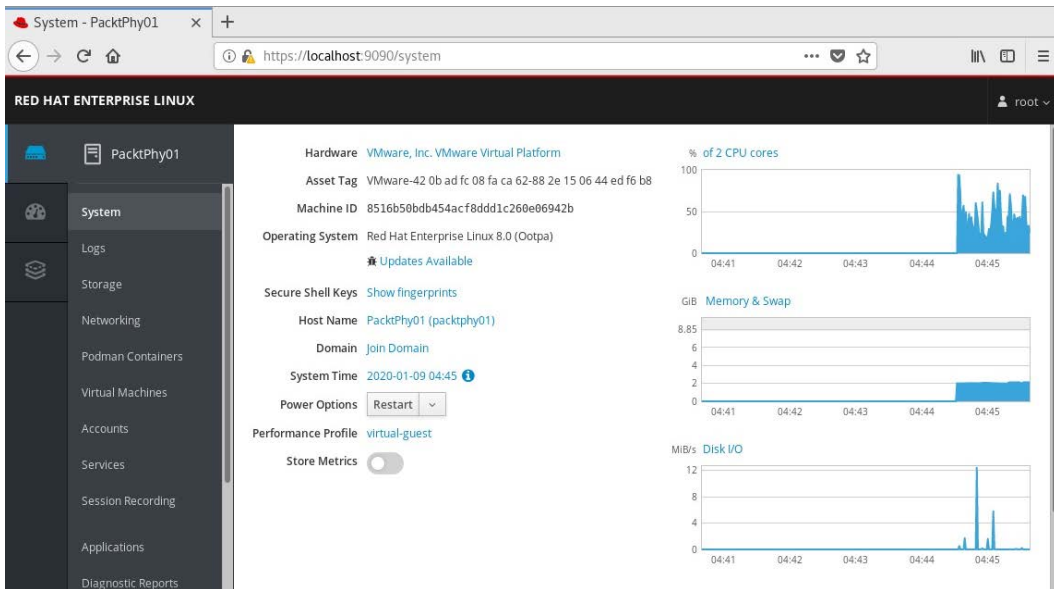 System - PacktPhy01
https://localhost:9090/system
RED HAT ENTERPRISE LINUX
root
PacktPhy01
System
Logs
Storage
Networking
Podman Containers
Virtual Machines
Accounts
Services
Session Recording
Applications
Diagnostic Reports
Hardware VMware, Inc. VMware Virtual Platform
Asset Tag VMware-42 0b ad fc 08 fa ca 62-88 2e 15 06 44 ed f6 b8
Machine ID 8516b50bdb454acf8ddd1c260e06942b
Operating System Red Hat Enterprise Linux 8.0 (Ootpa)
Updates Available
Secure Shell Keys Show fingerprints
Host Name PacktPhy01 (packtphy01)
Domain Join Domain
System Time 2020-01-09 04:45
Power Options Restart
Performance Profile virtual-guest
Store Metrics
% of 2 CPU cores
100
50
0
04:41 04:42 04:43 04:44 04:45
GiB Memory & Swap
8.85
6
4
2
0
04:41 04:42 04:43 04:44 04:45
MiB/s Disk I/O
12
8
4
0
04:41 04:42 04:43 04:44 04:45